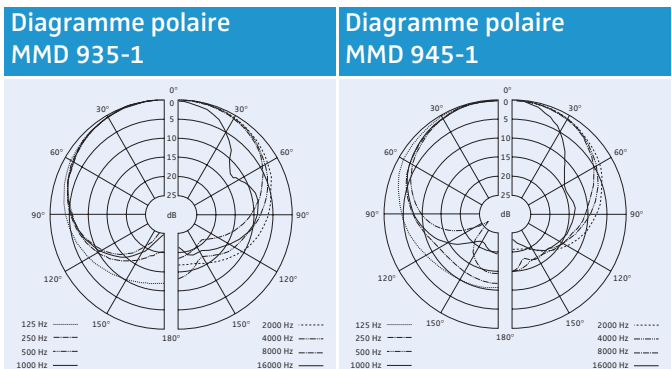 Diagramme polaire
MMD 935-1
0°
30° 30°
60° 60°
90° 90°
120° 120°
150° 150°
180°
0
5
10
15
20
25
dB
125 Hz
250 Hz
500 Hz
1000 Hz
2000 Hz
4000 Hz
8000 Hz
16000 Hz
Diagramme polaire
MMD 945-1
0°
30° 30°
60° 60°
90° 90°
120° 120°
150° 150°
180°
0
5
10
15
20
25
dB
125 Hz
250 Hz
500 Hz
1000 Hz
2000 Hz
4000 Hz
8000 Hz
16000 Hz